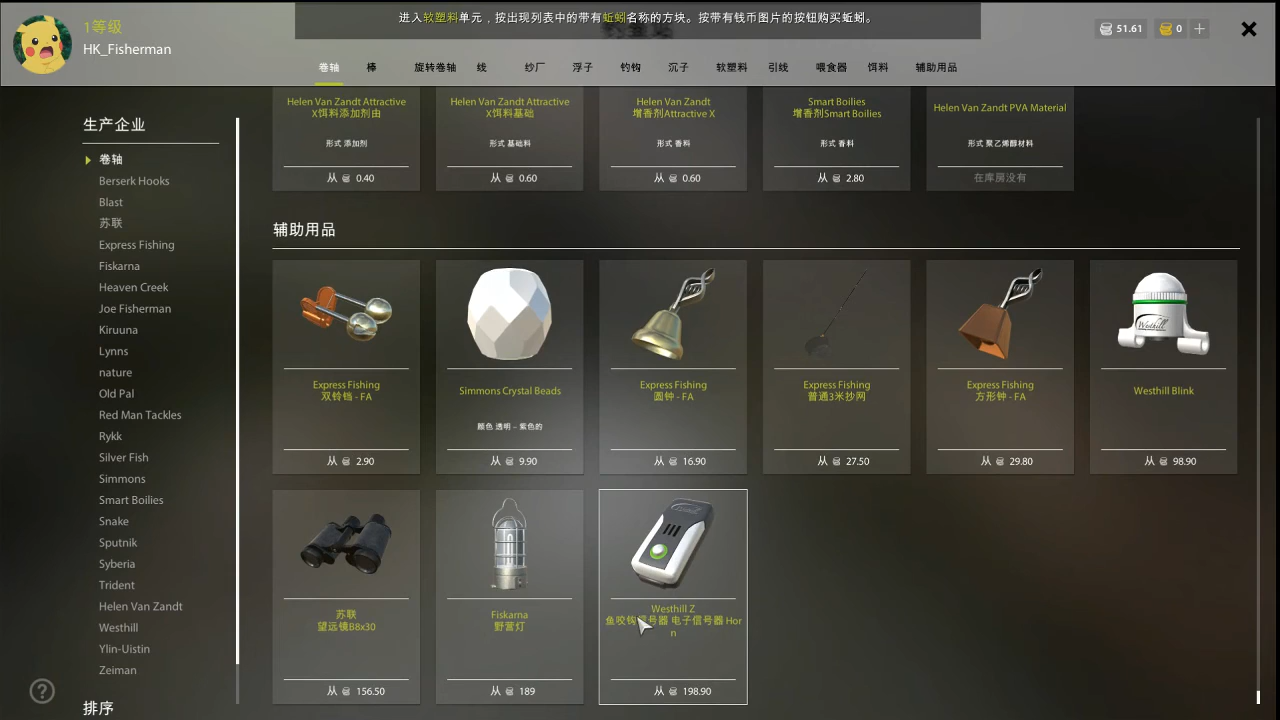 1等级
HK_Fisherman
进入软塑料单元，按出现列表中的带有蚯蚓名称的方块。按带有钱币图片的按钮购买蚯蚓。
51.61
0
卷轴 棒 旋转卷轴 线 纱厂 浮子 钓钩 沉子 软塑料 引线 喂食器 饵料 辅助用品
生产企业
卷轴
Berserk Hooks
Blast
苏联
Express Fishing
Fiskarna
Heaven Creek
Joe Fisherman
Kiruuna
Lynns
nature
Old Pal
Red Man Tackles
Rykk
Silver Fish
Simmons
Smart Boilies
Snake
Sputnik
Syberia
Trident
Helen Van Zandt
Westhill
Ylin-Uistin
Zeiman
排序
Helen Van Zandt Attractive
X饵料添加剂由
形式 添加剂
从 0.40
Helen Van Zandt Attractive
X饵料基础
形式 基础料
从 0.60
Helen Van Zandt
增香剂Attractive X
形式 香料
从 0.60
Smart Boilies
增香剂Smart Boilies
形式 香料
从 2.80
Helen Van Zandt PVA Material
形式 聚乙烯醇材料
在库房没有
辅助用品
Express Fishing
双铃铛 - FA
从 2.90
Simmons Crystal Beads
颜色 透明 – 紫色的
从 9.90
Express Fishing
圆钟 - FA
从 16.90
Express Fishing
普通3米抄网
从 27.50
Express Fishing
方形钟 - FA
从 29.80
Westhill
Westhill Blink
从 98.90
苏联
望远镜B8x30
从 156.50
Fiskarna
野营灯
从 189
Westhill Z
鱼咬钩信号器 电子信号器 Hor
n
从 198.90
?